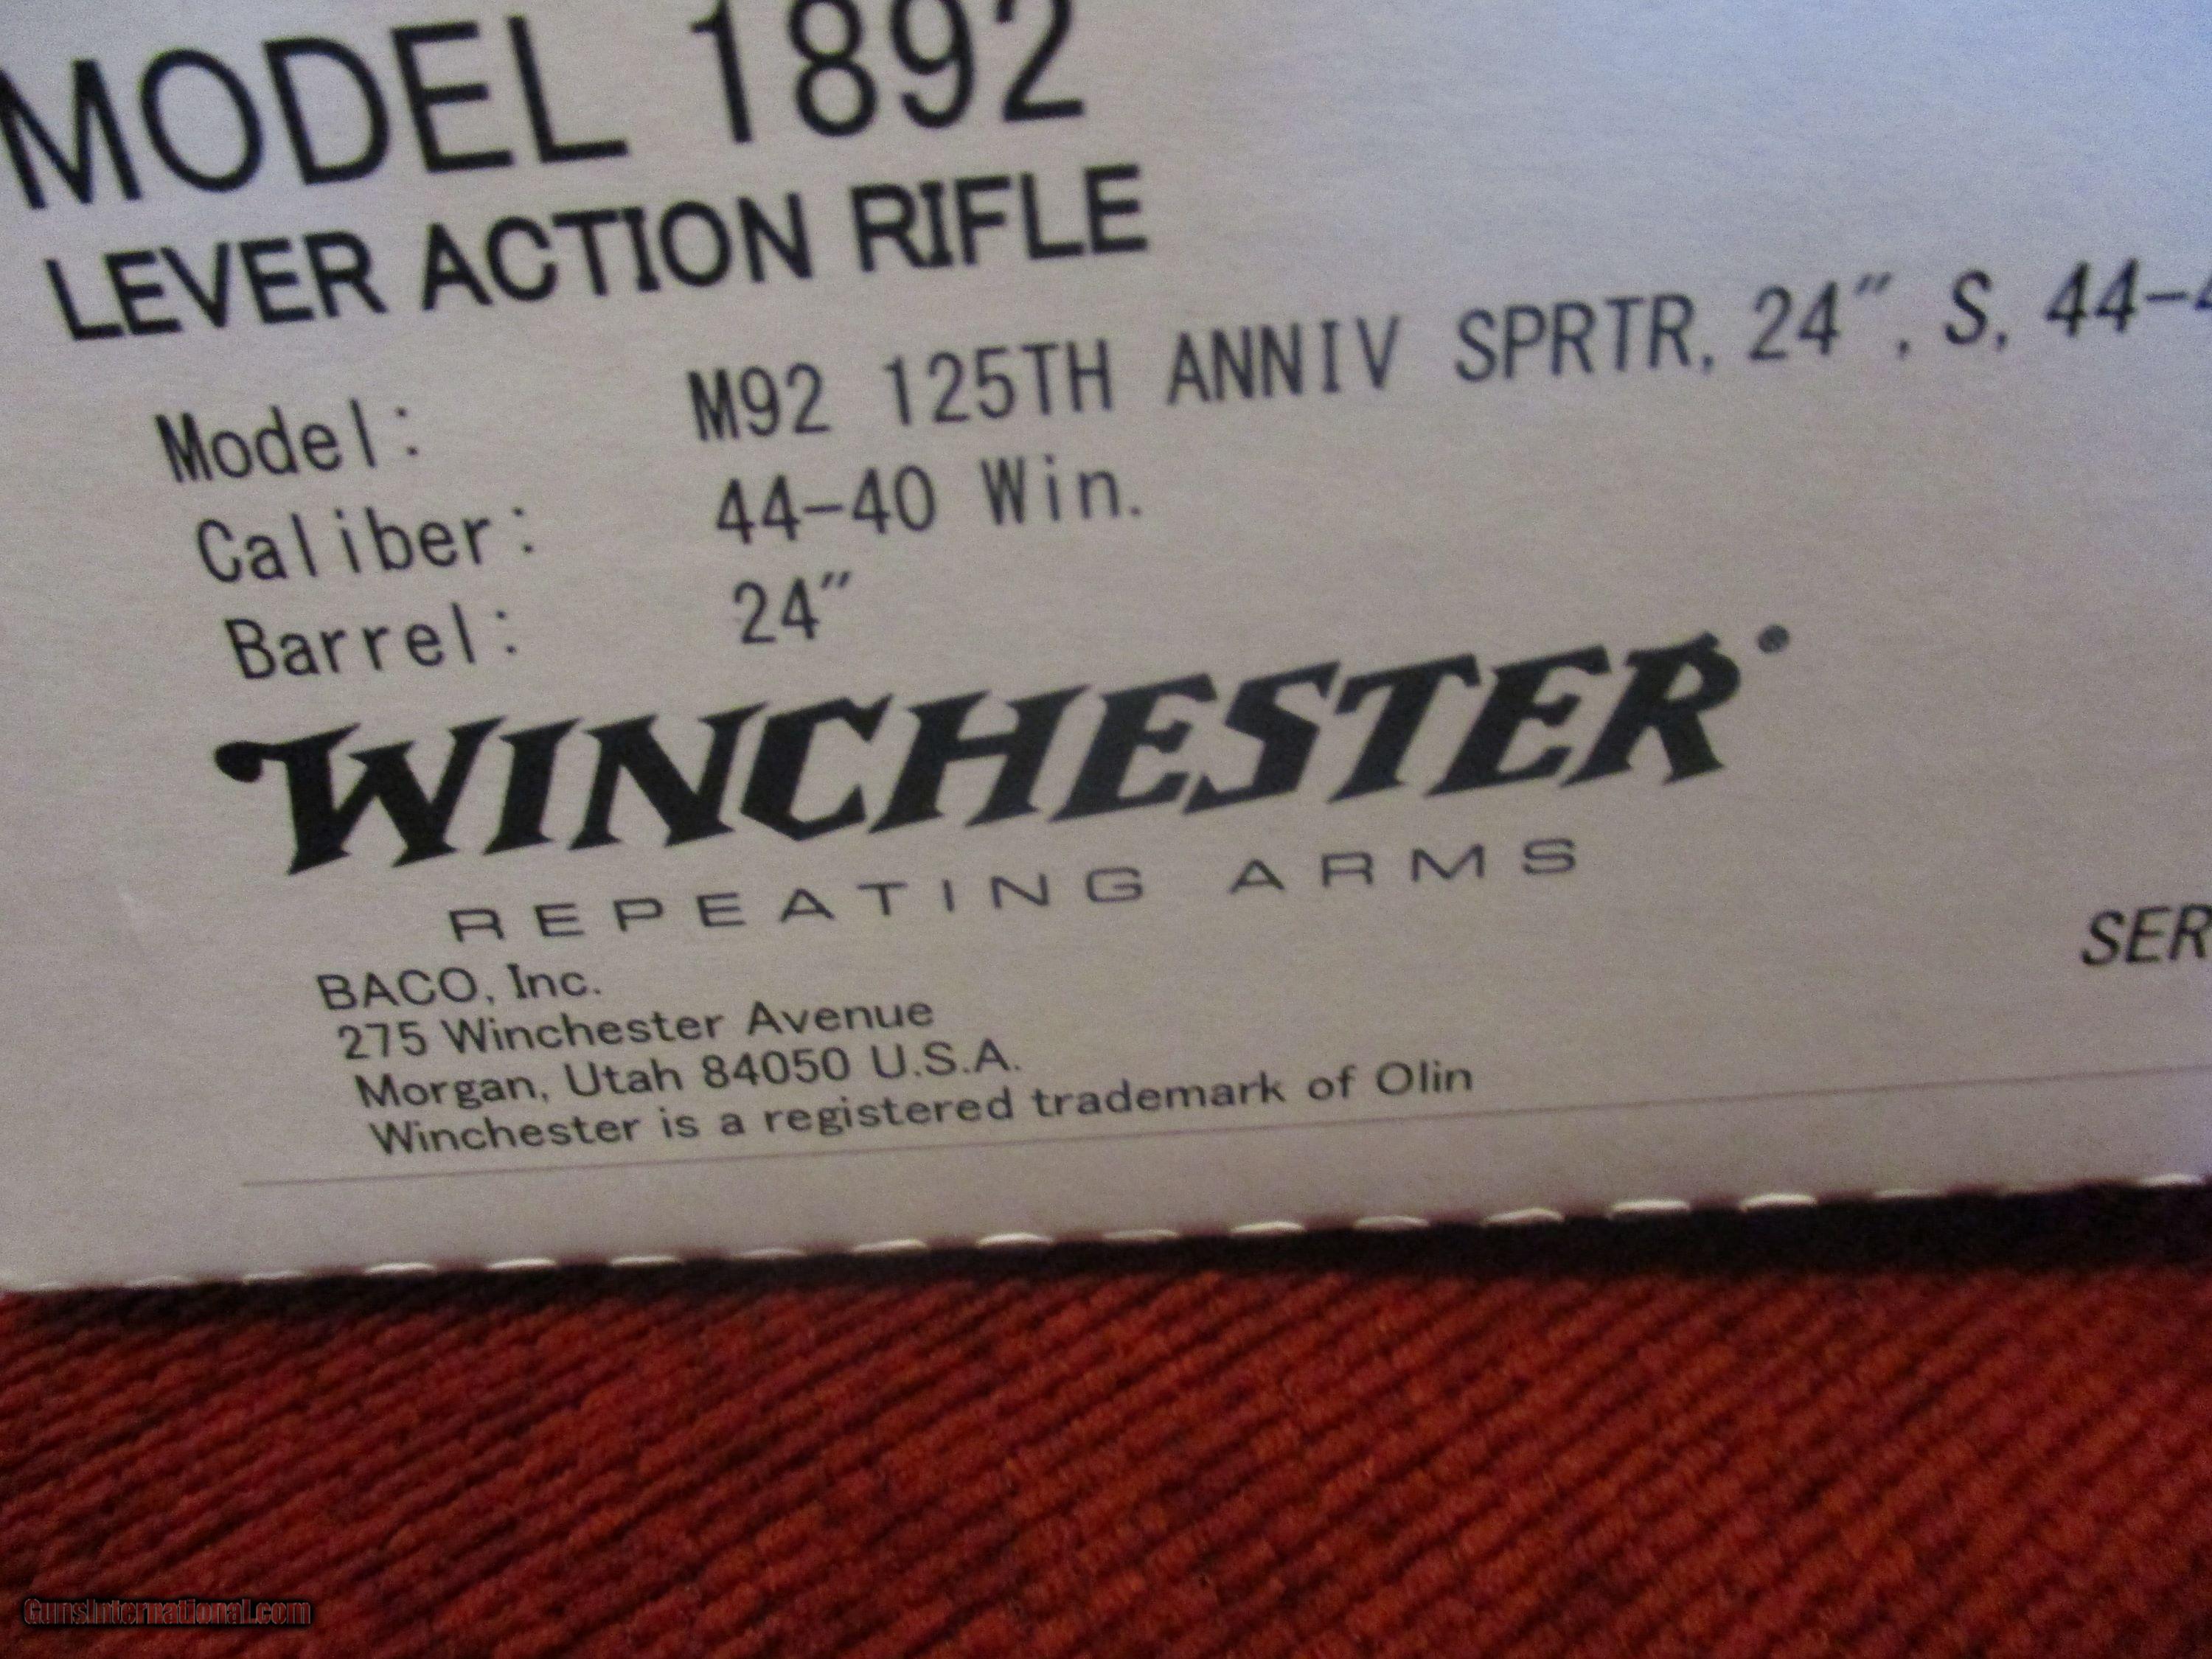 MODEL 1892
LEVER ACTION RIFLE
Model: M92 125TH ANNIV SPRTR, 24", S, 44-4
Caliber: 44-40 Win.
Barrel: 24"
WINCHESTER
REPEATING ARMS
SER
BACO, Inc.
275 Winchester Avenue
Morgan, Utah 84050 U.S.A.
Winchester is a registered trademark of Olin
GunsInternational.com